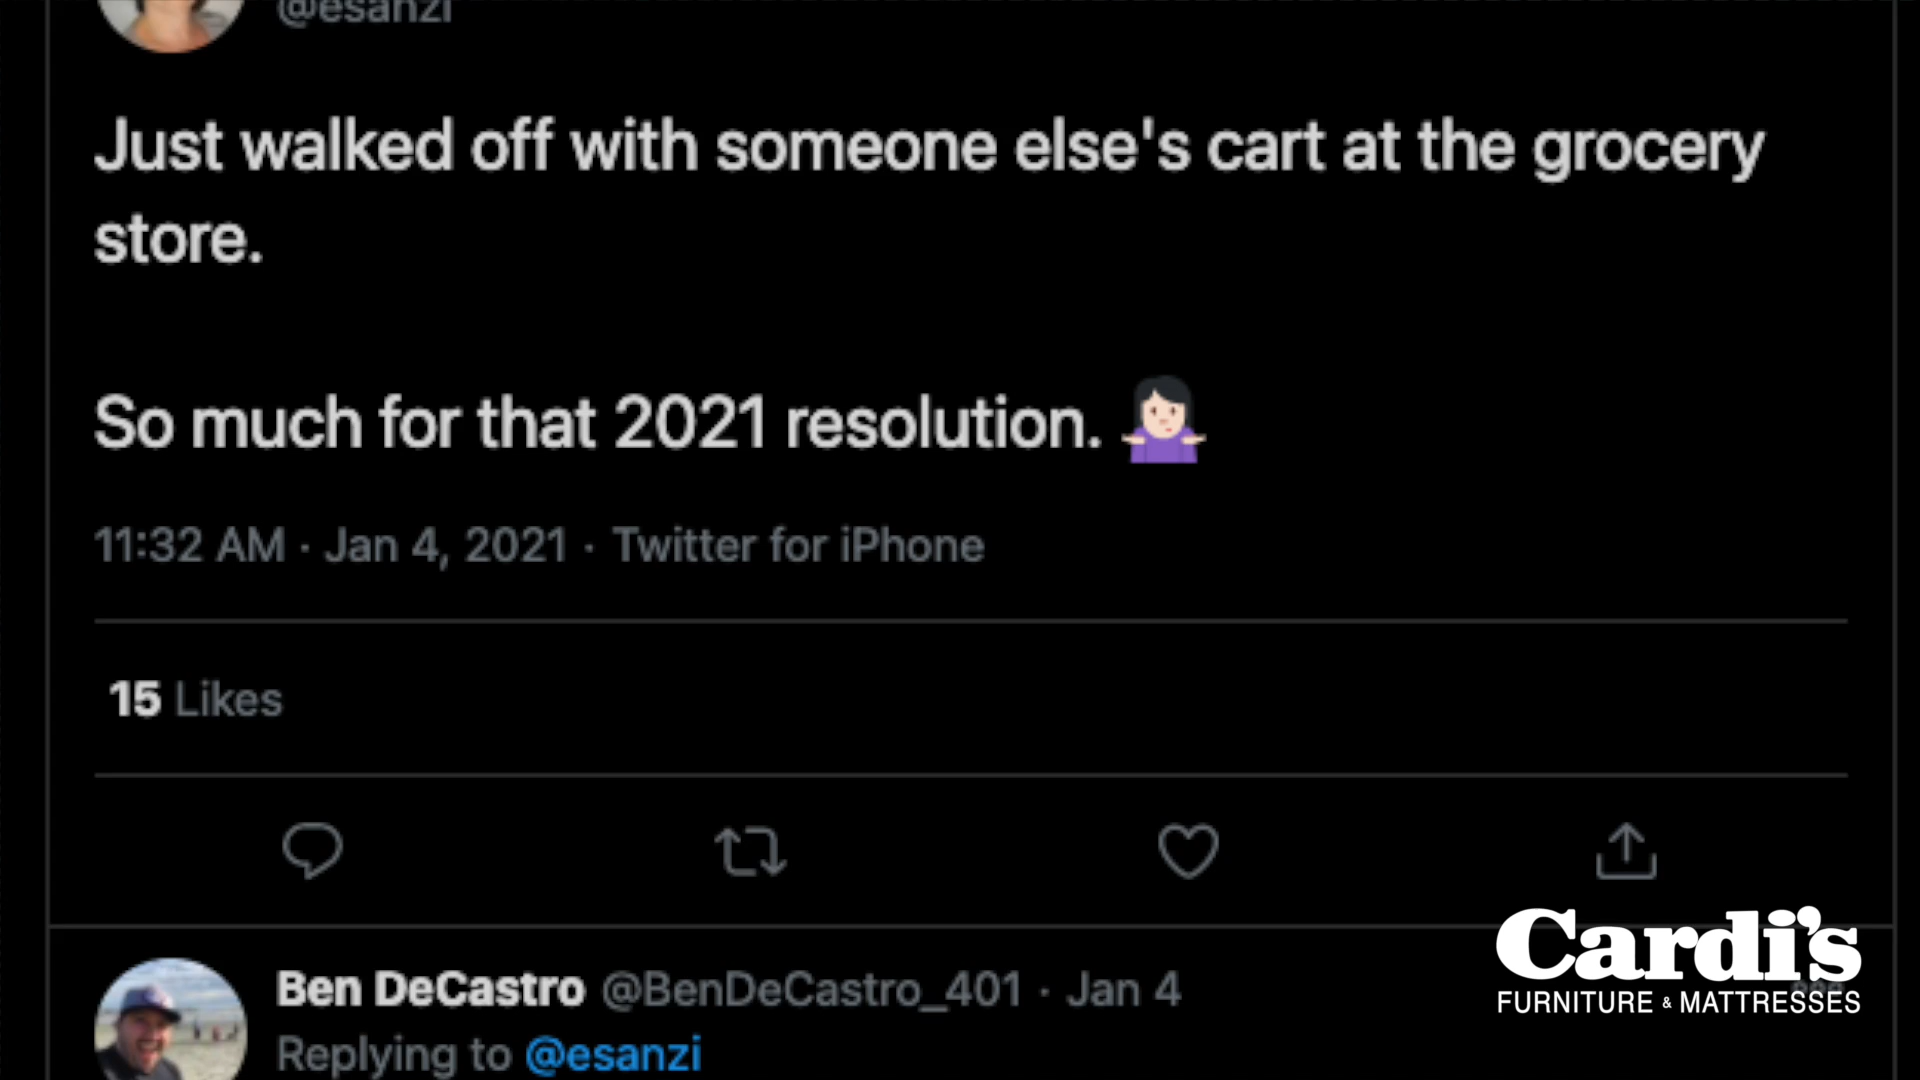 @esanzi
Just walked off with someone else's cart at the grocery
store.
So much for that 2021 resolution.
11:32 AM · Jan 4, 2021 · Twitter for iPhone
15 Likes
Ben DeCastro @BenDeCastro_401 · Jan 4
Replying to @esanzi
Cardi's
FURNITURE & MATTRESSES